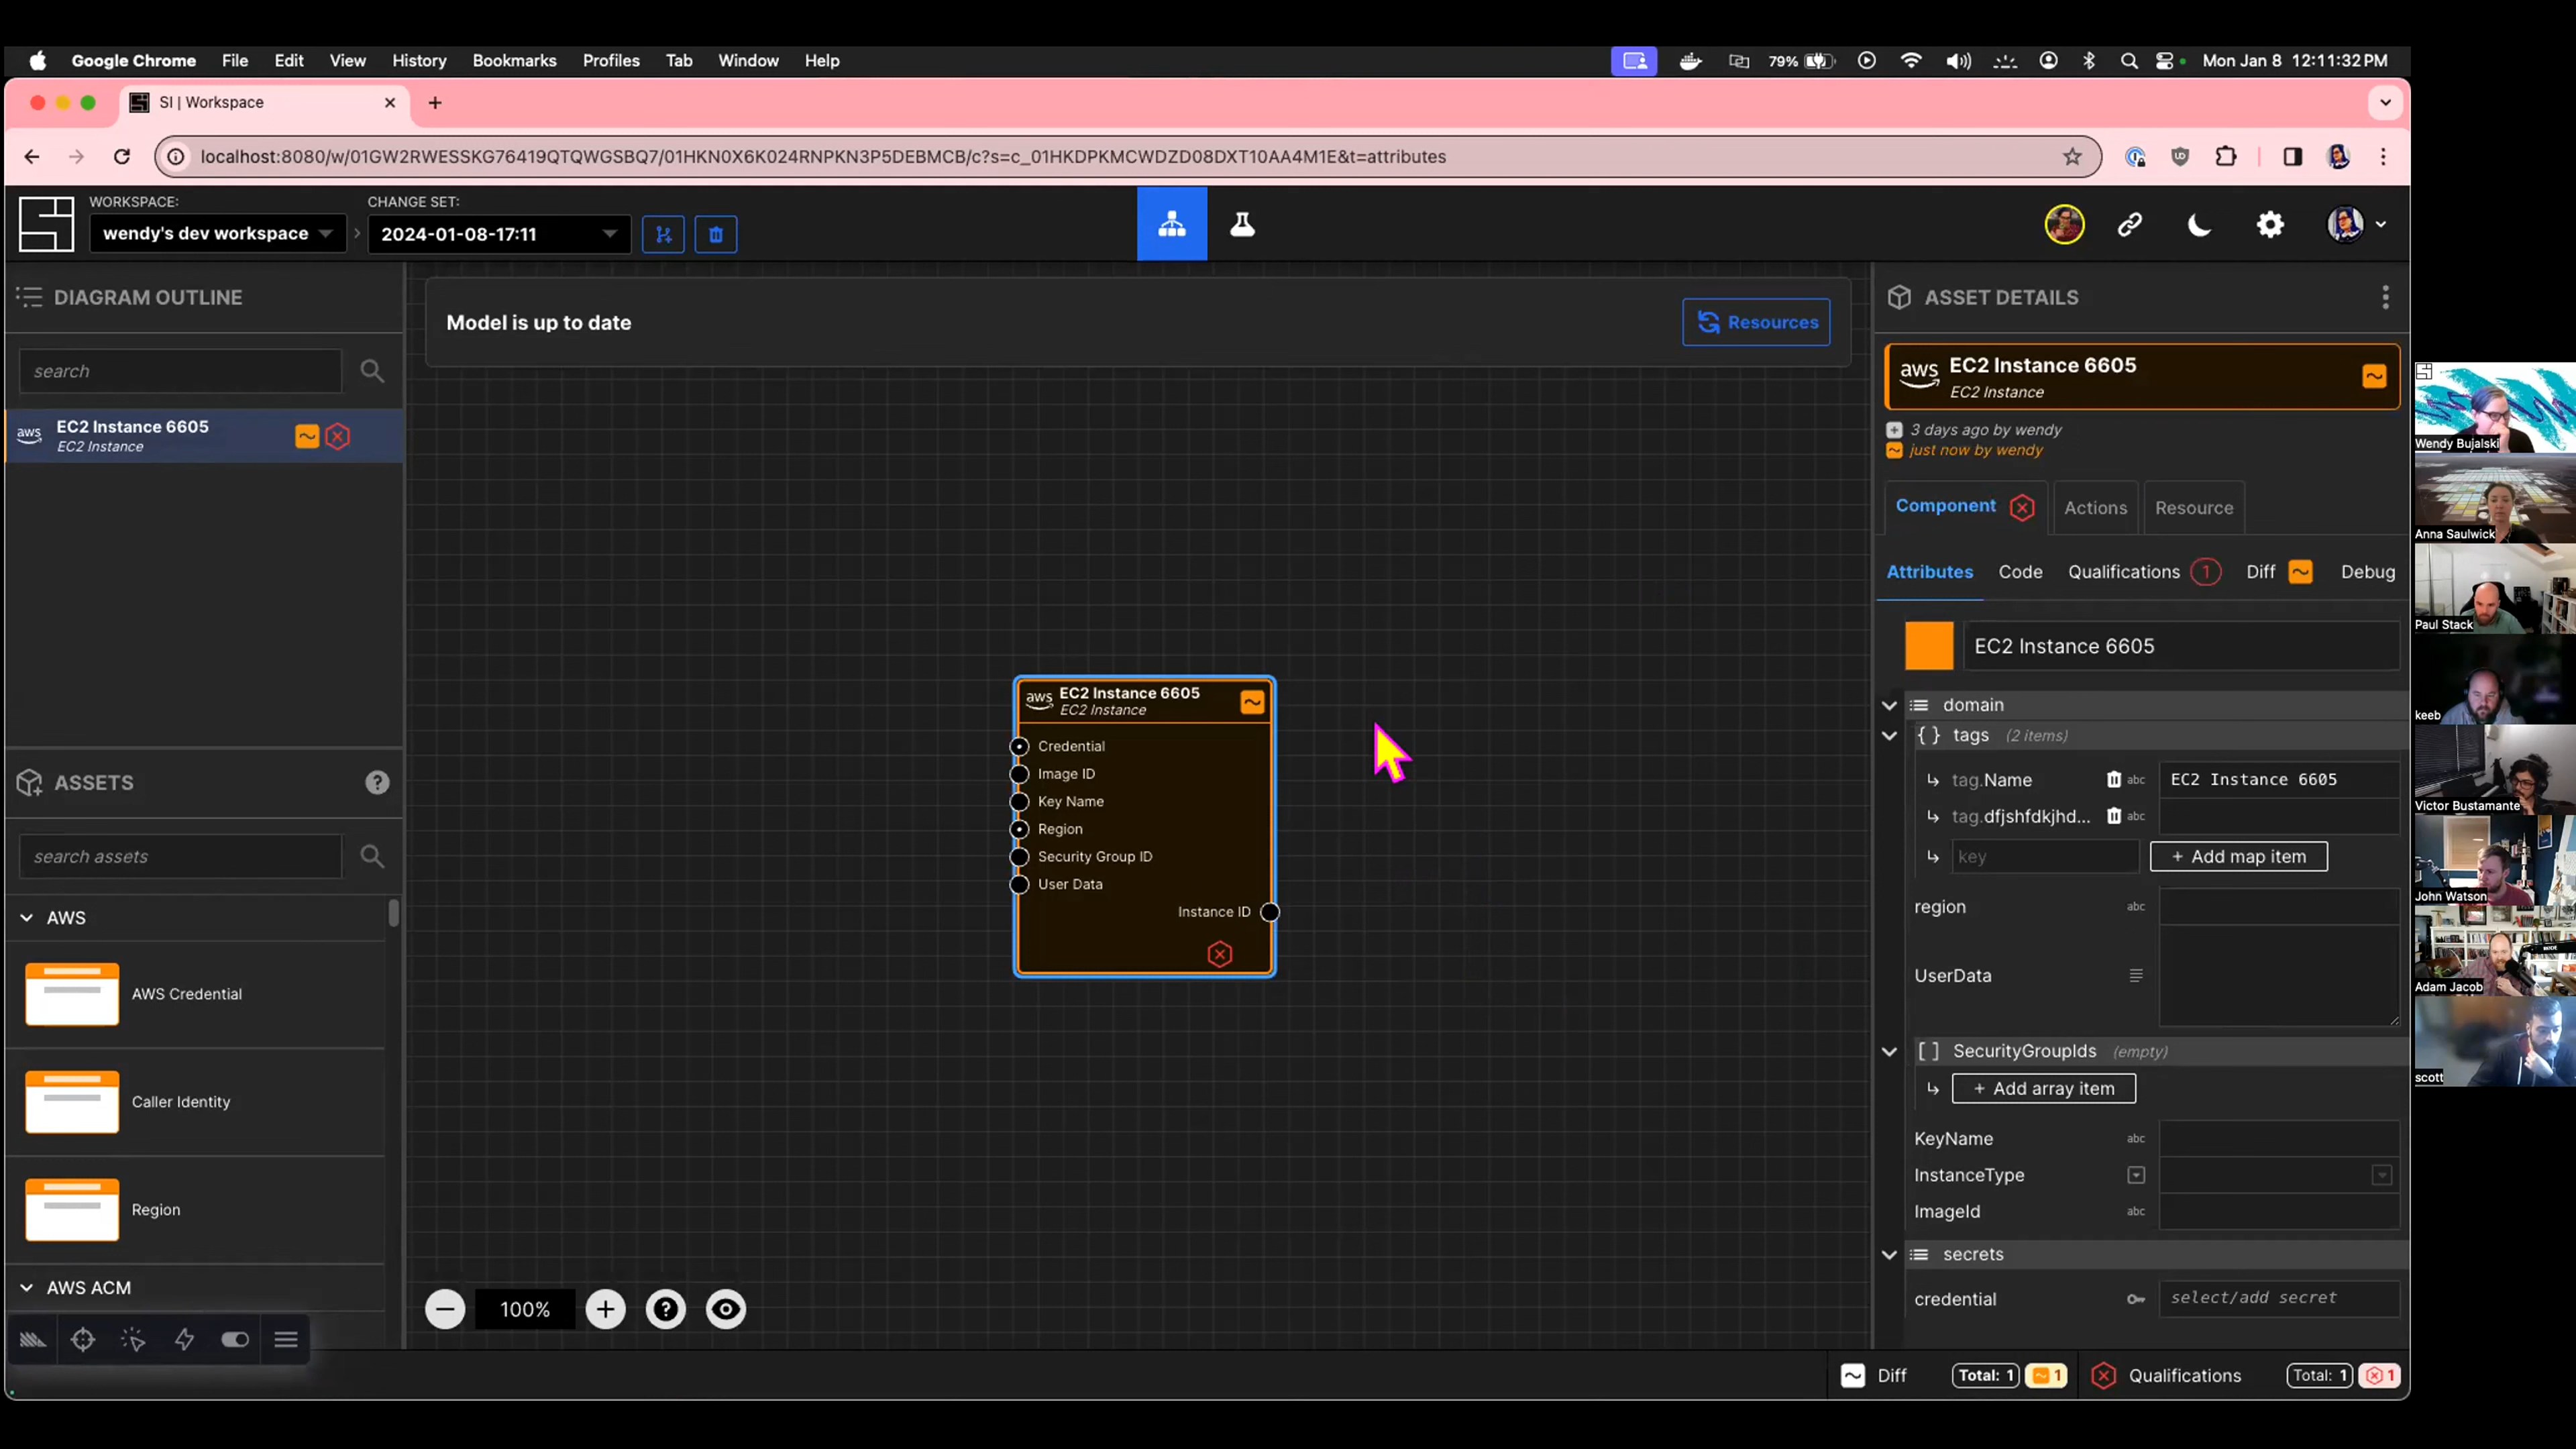 Google Chrome File Edit View History Bookmarks Profiles Tab Window Help 79% Mon Jan 8 12:11:32 PM
SI | Workspace
localhost:8080/w/01GW2RWESSKG76419QTQWGSBQ7/01HKN0X6K024RNPKN3P5DEBMCB/c?s=c_01HKDPKMCWDZD08DXT10AA4M1E&t=attributes
WORKSPACE:
wendy's dev workspace
CHANGE SET:
2024-01-08-17:11
DIAGRAM OUTLINE
search
aws EC2 Instance 6605
EC2 Instance
ASSETS
search assets
AWS
AWS Credential
Caller Identity
Region
AWS ACM
Model is up to date
Resources
aws EC2 Instance 6605
EC2 Instance
Credential
Image ID
Key Name
Region
Security Group ID
User Data
Instance ID
100%
ASSET DETAILS
aws EC2 Instance 6605
EC2 Instance
3 days ago by wendy
just now by wendy
Component Actions Resource
Attributes Code Qualifications 1 Diff Debug
EC2 Instance 6605
domain
{ } tags (2 items)
tag.Name abc EC2 Instance 6605
tag.dfjshfdkjhd... abc
key + Add map item
region abc
UserData
[ ] SecurityGroupIds (empty)
+ Add array item
KeyName abc
InstanceType
ImageId abc
secrets
credential select/add secret
Diff Total: 1 1 Qualifications Total: 1 1
Wendy Bujalski
Anna Saulwick
Paul Stack
keeb
Victor Bustamante
John Watson
Adam Jacob
scott